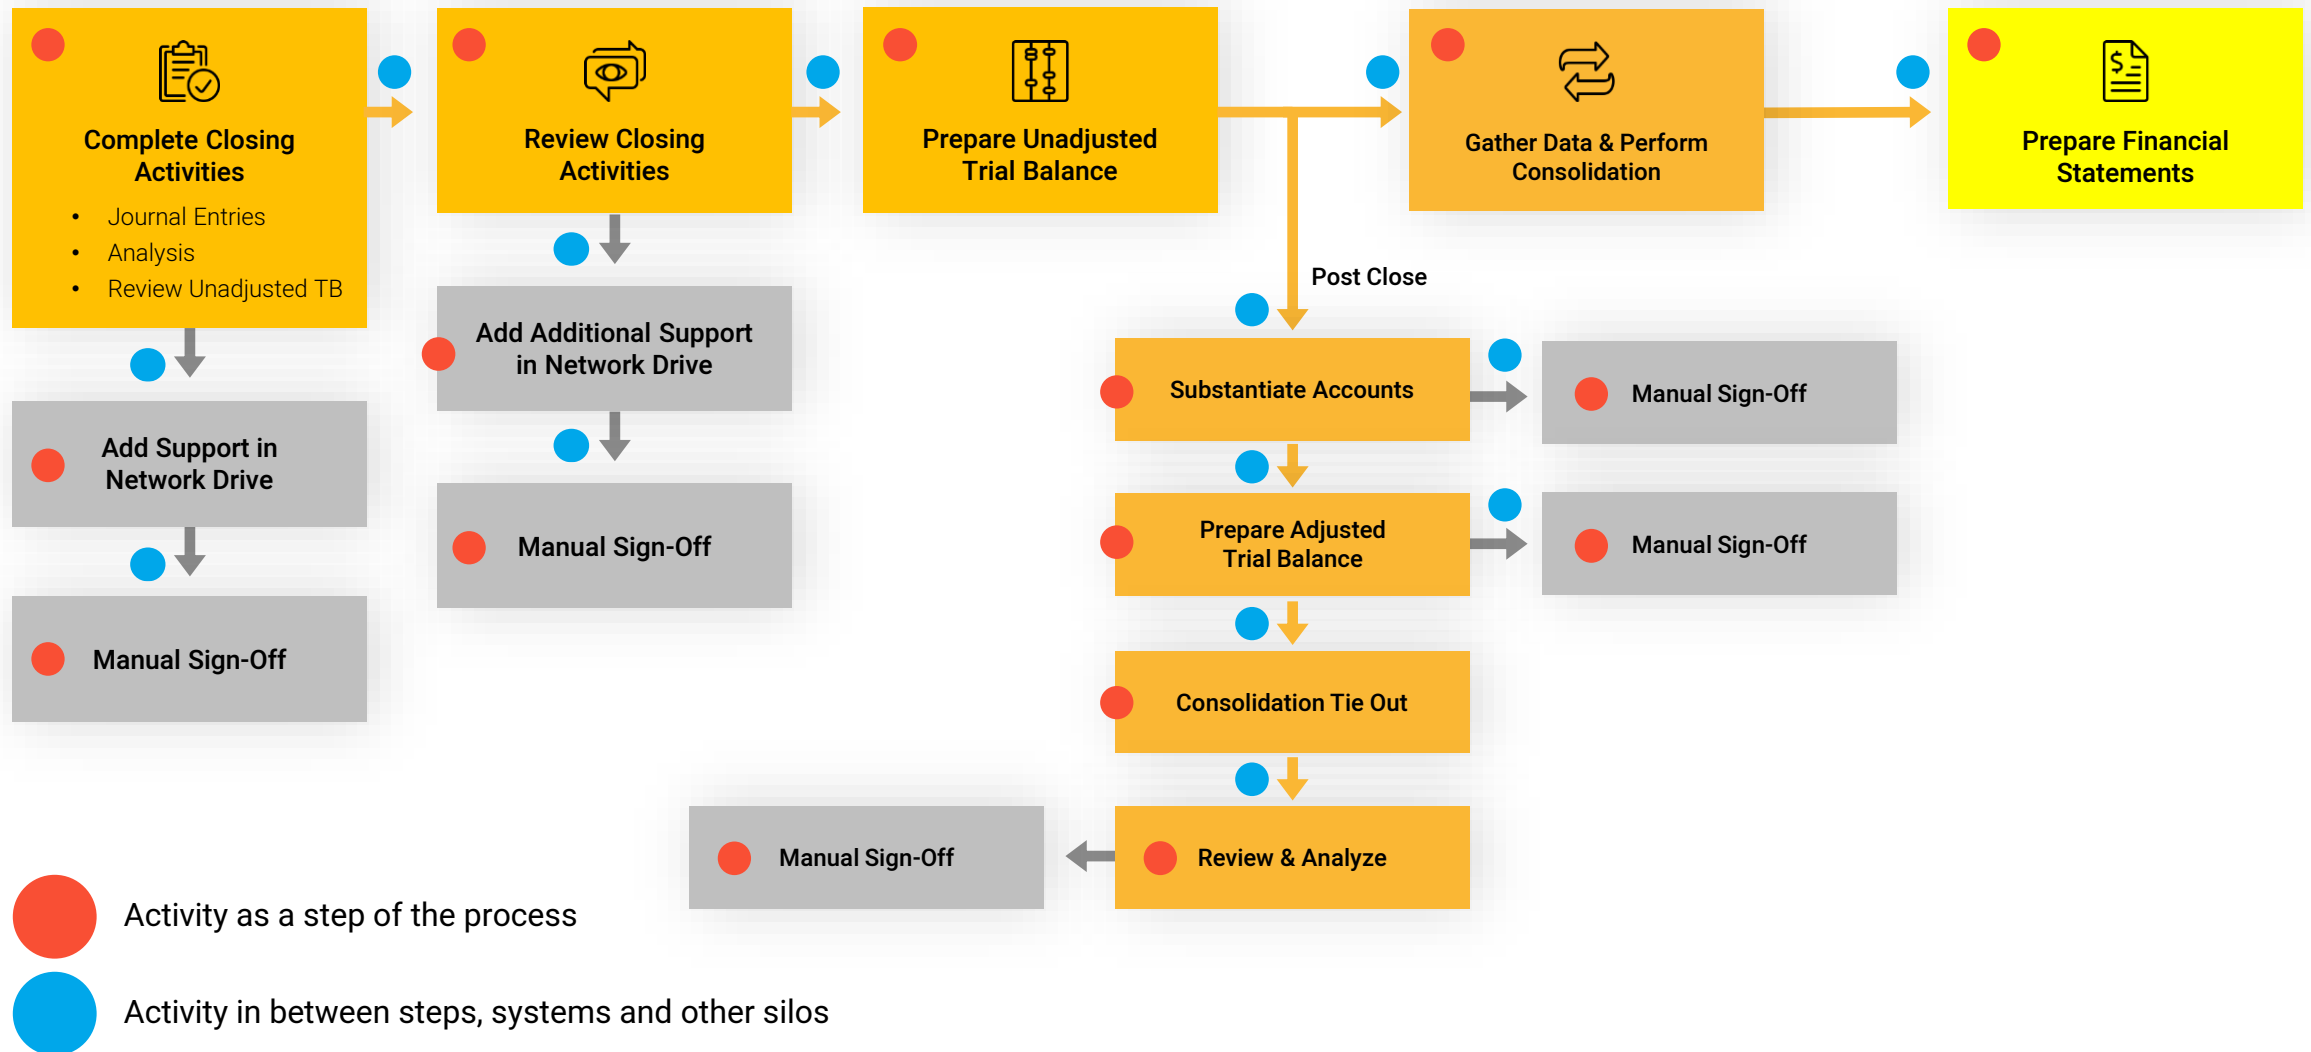 Complete Closing
Activities
• Journal Entries
• Analysis
• Review Unadjusted TB
Review Closing
Activities
Prepare Unadjusted
Trial Balance
Gather Data & Perform
Consolidation
Prepare Financial
Statements
Post Close
Add Support in
Network Drive
Manual Sign-Off
Add Additional Support
in Network Drive
Manual Sign-Off
Substantiate Accounts
Manual Sign-Off
Prepare Adjusted
Trial Balance
Manual Sign-Off
Consolidation Tie Out
Manual Sign-Off
Review & Analyze
Activity as a step of the process
Activity in between steps, systems and other silos